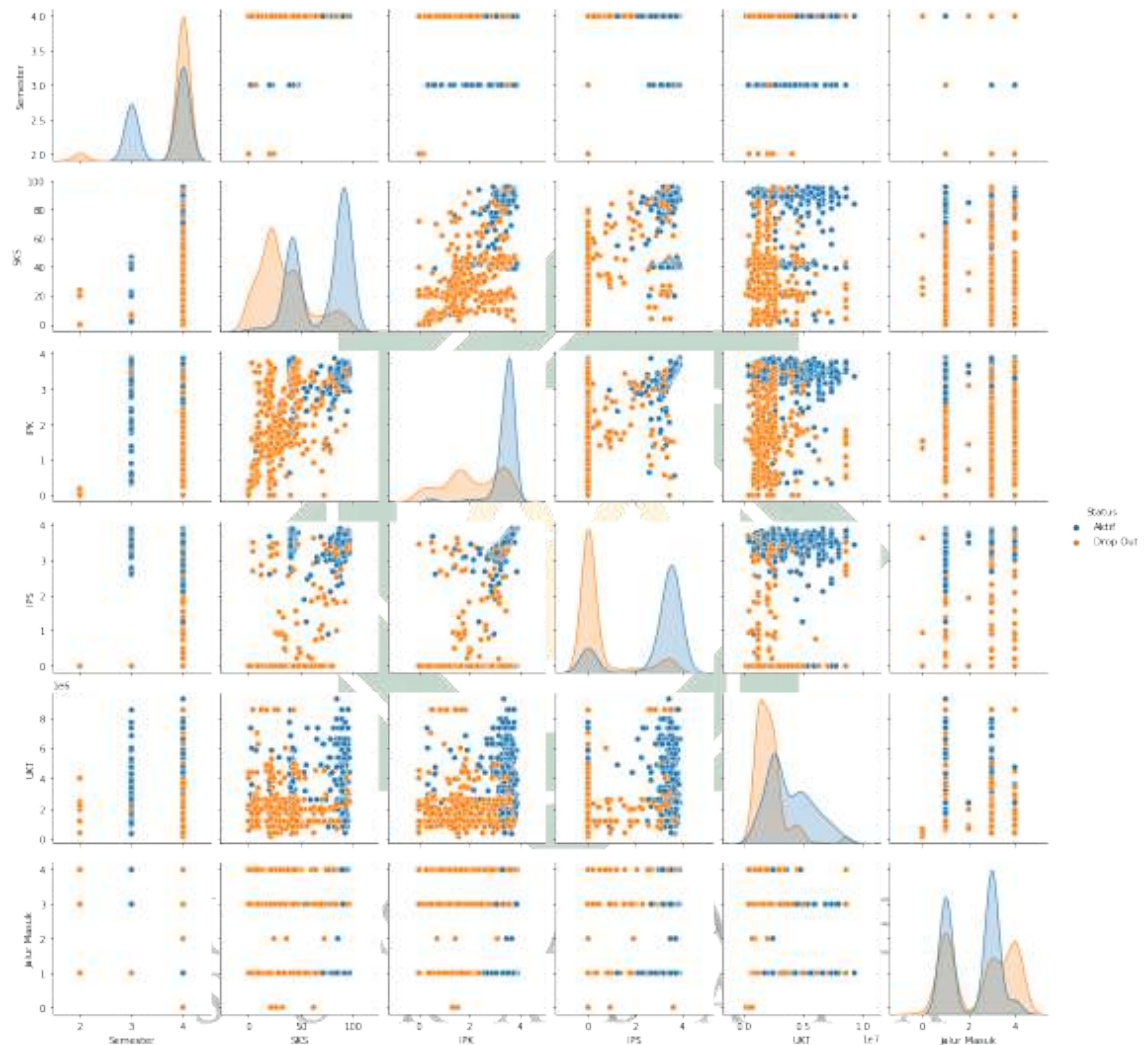 4.0
3.5
3.0
2.5
2.0
Semester
100
80
60
40
20
0
SKS
4
3
2
1
0
IPK
4
3
2
1
0
IPS
1e6
8
6
4
2
0
UKT
4
3
2
1
0
Jalur Masuk
2 3 4
Semester
0 50 100
SKS
0 2 4
IPK
0 2 4
IPS
0.0 0.5 1.0
1e7
UKT
0 2 4
Jalur Masuk
Status
Aktif
Drop Out